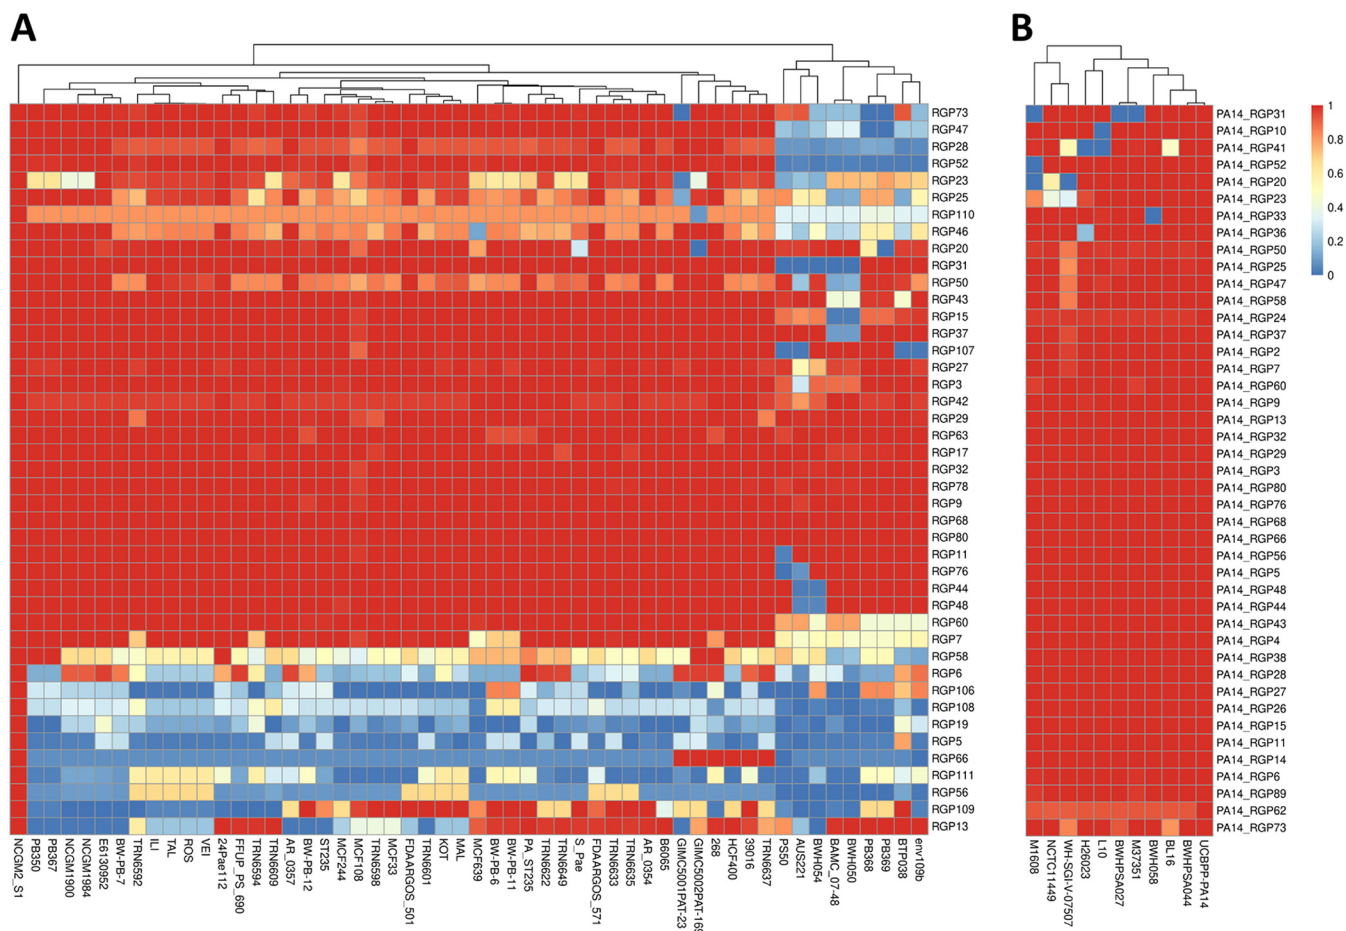 A
B
RGP73
RGP47
RGP28
RGP52
RGP23
RGP25
RGP110
RGP46
RGP20
RGP31
RGP50
RGP43
RGP15
RGP37
RGP107
RGP27
RGP3
RGP42
RGP29
RGP63
RGP17
RGP32
RGP78
RGP9
RGP68
RGP80
RGP11
RGP76
RGP44
RGP48
RGP60
RGP7
RGP58
RGP6
RGP106
RGP108
RGP19
RGP5
RGP66
RGP111
RGP56
RGP109
RGP13
NCGM2_S1
PB350
PB367
NCGM1900
NCGM1984
E6130952
BW-PB-7
TRN6592
ILI
TAL
ROS
VEI
24Pae112
FFUP_PS_690
TRN6594
TRN6609
AR_0357
BW-PB-12
ST235
MCF244
MCF108
TRN6598
MCF33
FDAARGOS_501
TRN6601
KOT
MAL
MCF639
BW-PB-6
BW-PB-11
PA_ST235
TRN6622
TRN6649
S_Pae
FDAARGOS_571
TRN6633
TRN6635
AR_0354
B6065
GIMC5001PAT-23
GIMC5002PAT-169
268
HCF400
39016
TRN6637
PS50
AUS221
BWH054
BAMC_07-48
BWH050
PB368
PB369
BTP038
env109b
PA14_RGP31
PA14_RGP10
PA14_RGP41
PA14_RGP52
PA14_RGP20
PA14_RGP23
PA14_RGP33
PA14_RGP36
PA14_RGP50
PA14_RGP25
PA14_RGP47
PA14_RGP58
PA14_RGP24
PA14_RGP37
PA14_RGP2
PA14_RGP7
PA14_RGP60
PA14_RGP9
PA14_RGP13
PA14_RGP32
PA14_RGP29
PA14_RGP3
PA14_RGP80
PA14_RGP76
PA14_RGP68
PA14_RGP66
PA14_RGP56
PA14_RGP5
PA14_RGP48
PA14_RGP44
PA14_RGP43
PA14_RGP4
PA14_RGP38
PA14_RGP28
PA14_RGP27
PA14_RGP26
PA14_RGP15
PA14_RGP11
PA14_RGP14
PA14_RGP6
PA14_RGP89
PA14_RGP62
PA14_RGP73
M1608
NCTC11449
WH-SGI-V-07507
H26023
L10
BWHPSA027
M37351
BWH058
BL16
BWHPSA044
UCBPP-PA14
1
0.8
0.6
0.4
0.2
0